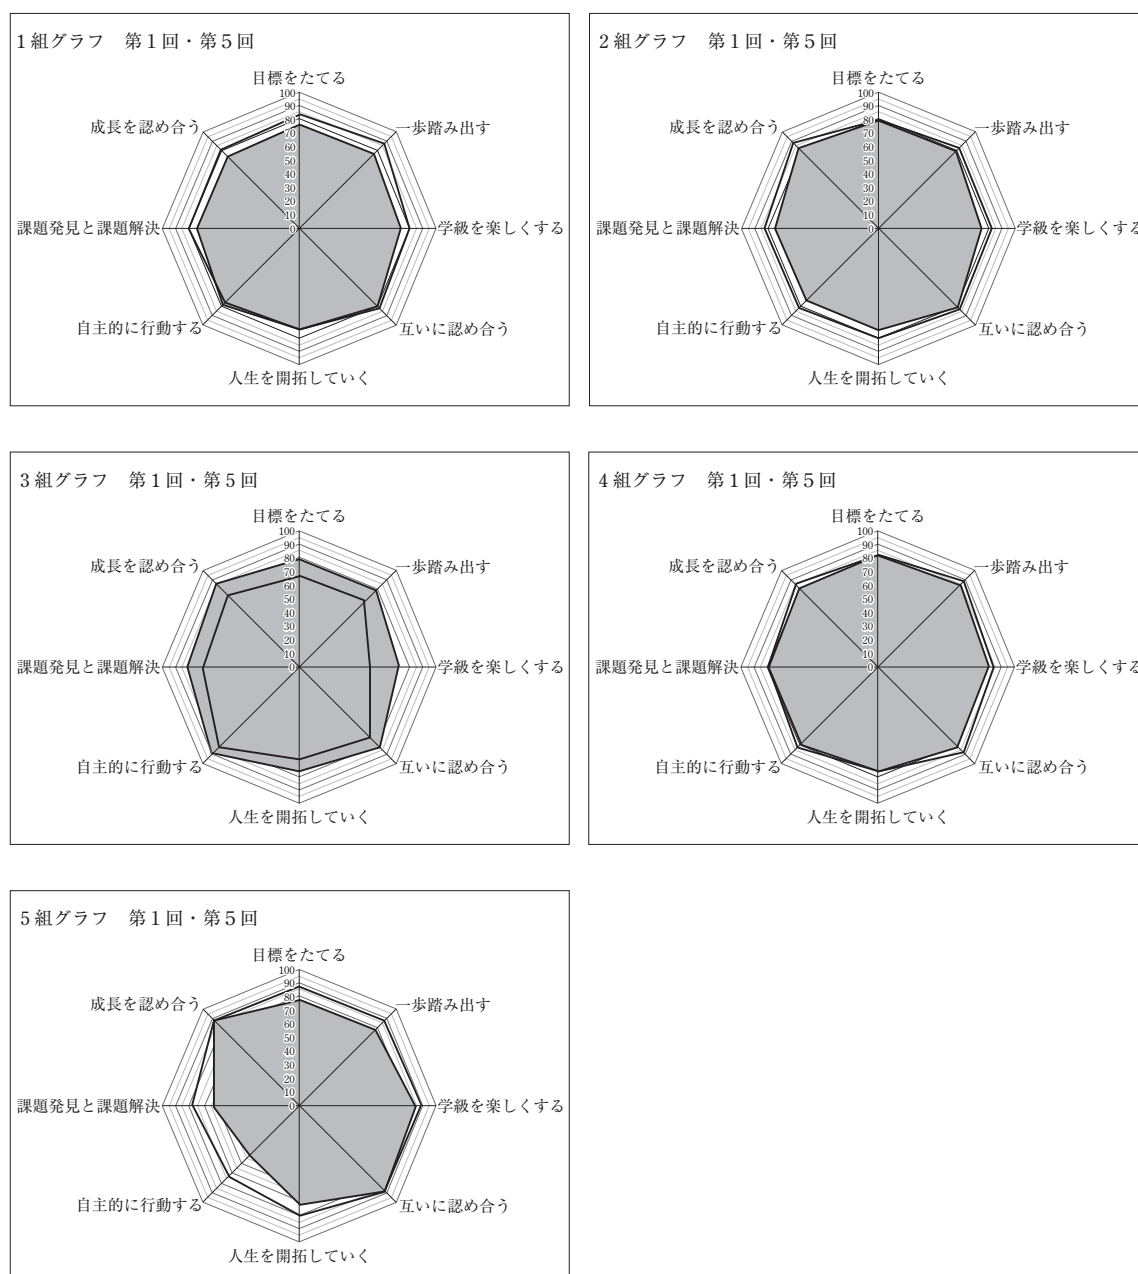 1組グラフ　第1回・第5回
目標をたてる
100
90
80
70
60
50
40
30
20
10
0
一歩踏み出す
学級を楽しくする
互いに認め合う
人生を開拓していく
自主的に行動する
課題発見と課題解決
成長を認め合う
2組グラフ　第1回・第5回
目標をたてる
100
90
80
70
60
50
40
30
20
10
0
一歩踏み出す
学級を楽しくする
互いに認め合う
人生を開拓していく
自主的に行動する
課題発見と課題解決
成長を認め合う
3組グラフ　第1回・第5回
目標をたてる
100
90
80
70
60
50
40
30
20
10
0
一歩踏み出す
学級を楽しくする
互いに認め合う
人生を開拓していく
自主的に行動する
課題発見と課題解決
成長を認め合う
4組グラフ　第1回・第5回
目標をたてる
100
90
80
70
60
50
40
30
20
10
0
一歩踏み出す
学級を楽しくする
互いに認め合う
人生を開拓していく
自主的に行動する
課題発見と課題解決
成長を認め合う
5組グラフ　第1回・第5回
目標をたてる
100
90
80
70
60
50
40
30
20
10
0
一歩踏み出す
学級を楽しくする
互いに認め合う
人生を開拓していく
自主的に行動する
課題発見と課題解決
成長を認め合う